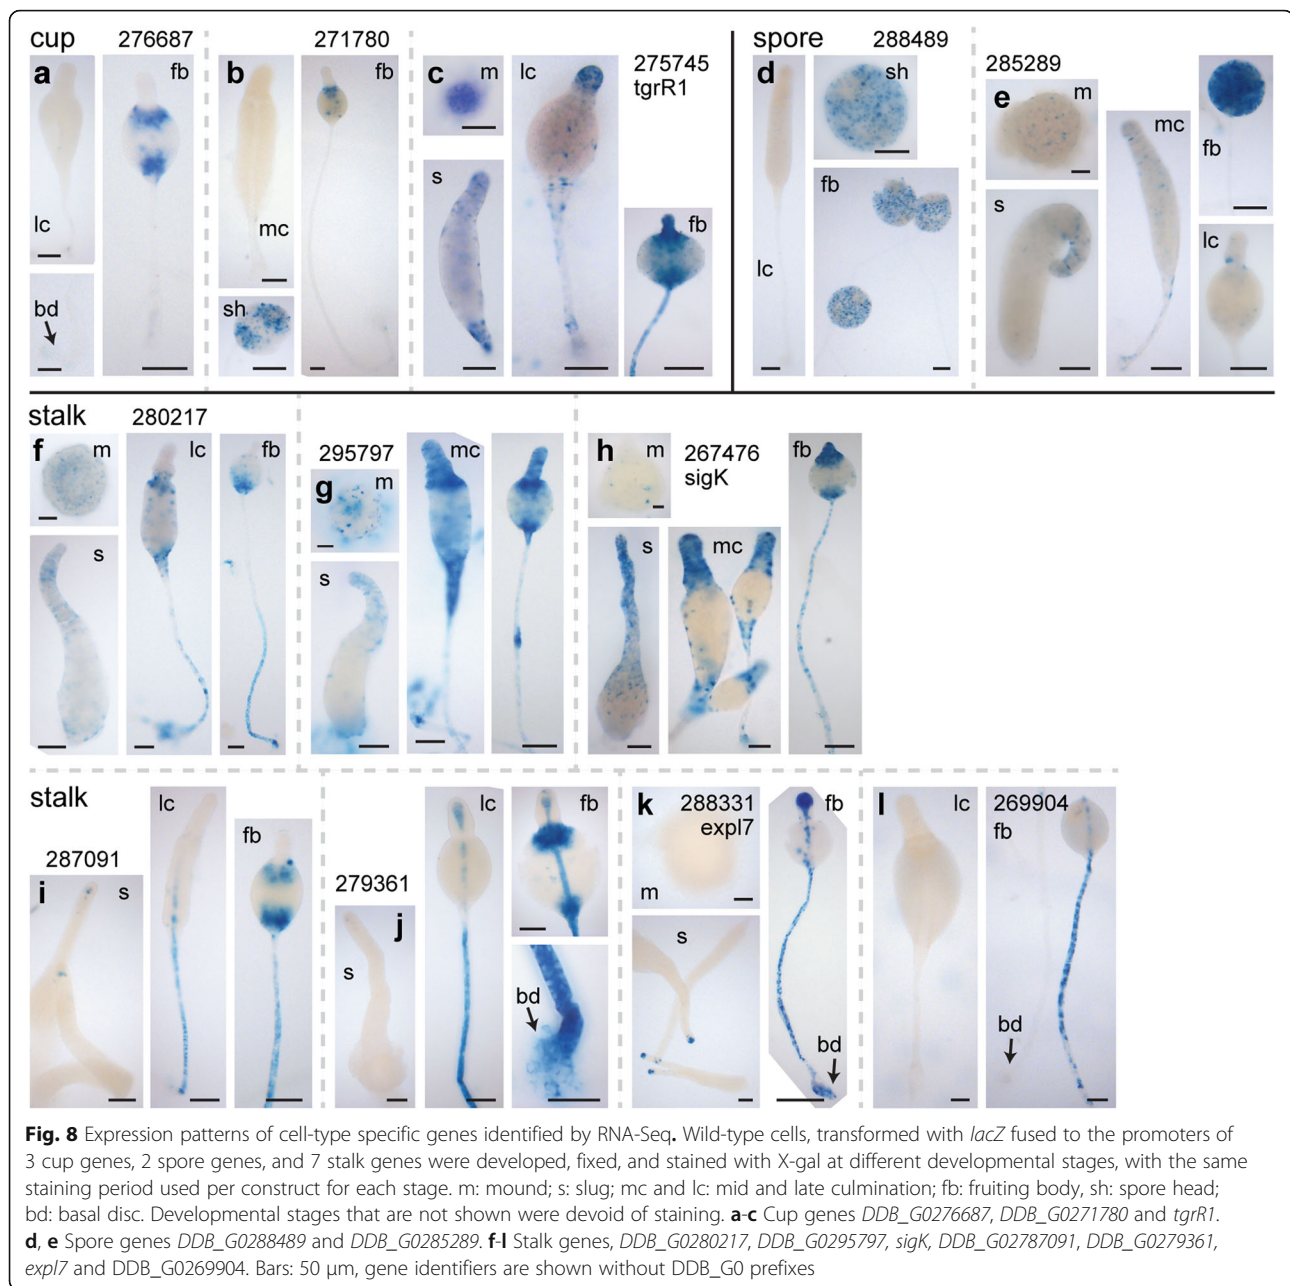 cup
276687
271780
275745
tgrR1
spore
288489
285289
a
lc
fb
bd
b
mc
fb
sh
c
m
s
lc
fb
d
lc
sh
fb
e
m
s
mc
fb
lc
stalk
280217
f
m
s
lc
fb
295797
g
m
s
mc
h
m
267476
sigK
s
mc
fb
stalk
287091
i
s
lc
fb
279361
j
s
lc
fb
bd
k
288331
expl7
m
s
fb
bd
l
lc
269904
fb
bd
Fig. 8 Expression patterns of cell-type specific genes identified by RNA-Seq. Wild-type cells, transformed with lacZ fused to the promoters of
3 cup genes, 2 spore genes, and 7 stalk genes were developed, fixed, and stained with X-gal at different developmental stages, with the same
staining period used per construct for each stage. m: mound; s: slug; mc and lc: mid and late culmination; fb: fruiting body, sh: spore head;
bd: basal disc. Developmental stages that are not shown were devoid of staining. a-c Cup genes DDB_G0276687, DDB_G0271780 and tgrR1.
d, e Spore genes DDB_G0288489 and DDB_G0285289. f-l Stalk genes, DDB_G0280217, DDB_G0295797, sigK, DDB_G02787091, DDB_G0279361,
expl7 and DDB_G0269904. Bars: 50 μm, gene identifiers are shown without DDB_G0 prefixes